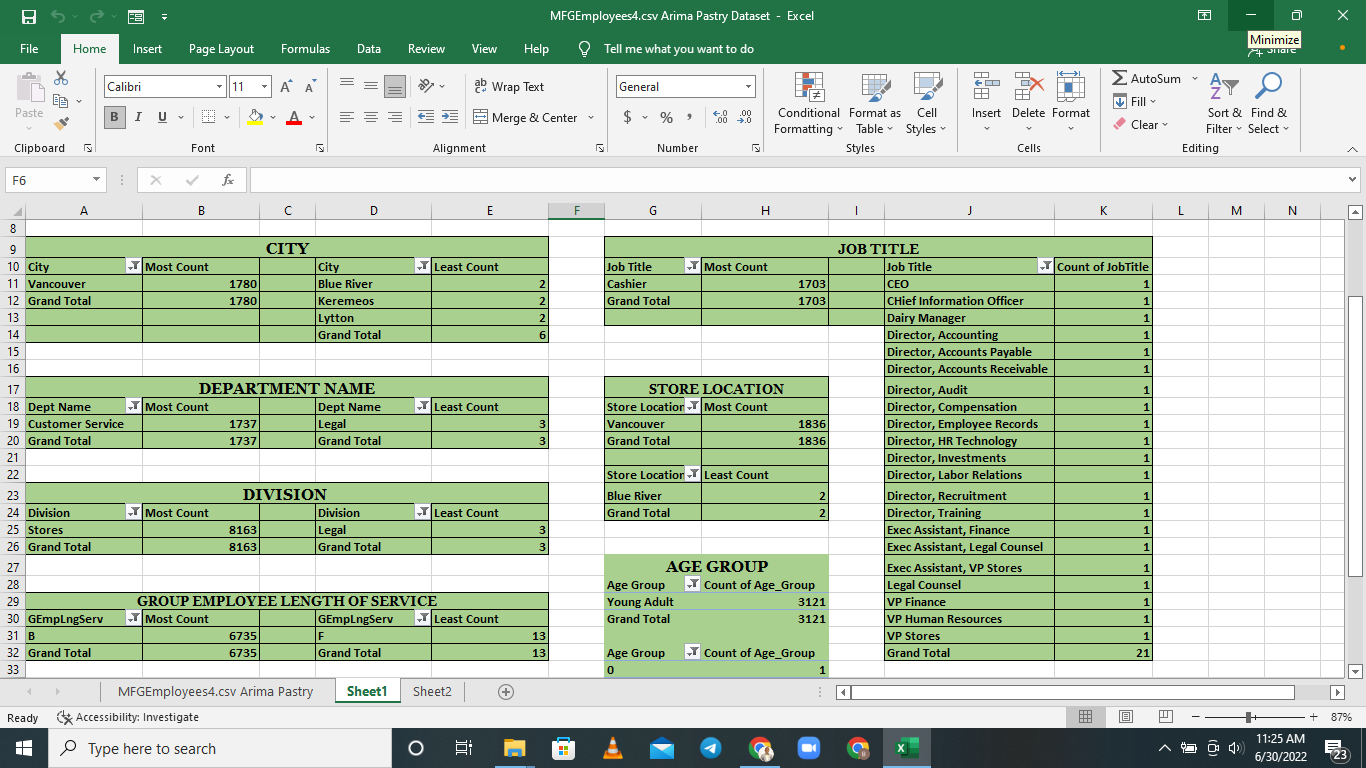 MFGEmployees4.csv Arima Pastry Dataset - Excel
Minimize
File Home Insert Page Layout Formulas Data Review View Help Tell me what you want to do Share
Paste
Calibri 11
Wrap Text
General
Conditional Formatting
Format as Table
Cell Styles
Insert Delete Format
AutoSum
Fill
Clear
Sort & Filter
Find & Select
B I U
Merge & Center
$ % ,
Clipboard Font Alignment Number Styles Cells Editing
F6 fx
A B C D E F G H I J K L M N
8
9 CITY JOB TITLE
10 City Most Count City Least Count Job Title Most Count Job Title Count of JobTitle
11 Vancouver 1780 Blue River 2 Cashier 1703 CEO 1
12 Grand Total 1780 Keremeos 2 Grand Total 1703 CHief Information Officer 1
13 Lytton 2 Dairy Manager 1
14 Grand Total 6 Director, Accounting 1
15 Director, Accounts Payable 1
16 Director, Accounts Receivable 1
17 DEPARTMENT NAME STORE LOCATION Director, Audit 1
18 Dept Name Most Count Dept Name Least Count Store Location Most Count Director, Compensation 1
19 Customer Service 1737 Legal 3 Vancouver 1836 Director, Employee Records 1
20 Grand Total 1737 Grand Total 3 Grand Total 1836 Director, HR Technology 1
21 Director, Investments 1
22 Store Location Least Count Director, Labor Relations 1
23 DIVISION Blue River 2 Director, Recruitment 1
24 Division Most Count Division Least Count Grand Total 2 Director, Training 1
25 Stores 8163 Legal 3 Exec Assistant, Finance 1
26 Grand Total 8163 Grand Total 3 Exec Assistant, Legal Counsel 1
27 AGE GROUP Exec Assistant, VP Stores 1
28 Age Group Count of Age_Group Legal Counsel 1
29 GROUP EMPLOYEE LENGTH OF SERVICE Young Adult 3121 VP Finance 1
30 GEmpLngServ Most Count GEmpLngServ Least Count Grand Total 3121 VP Human Resources 1
31 B 6735 F 13 VP Stores 1
32 Grand Total 6735 Grand Total 13 Age Group Count of Age_Group Grand Total 21
33 0 1
MFGEmployees4.csv Arima Pastry Sheet1 Sheet2
Ready Accessibility: Investigate 87%
Type here to search
11:25 AM
6/30/2022
23